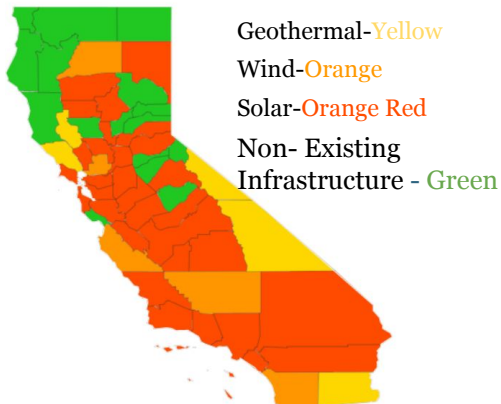 Geothermal-Yellow
Wind-Orange
Solar-Orange Red
Non- Existing
Infrastructure - Green